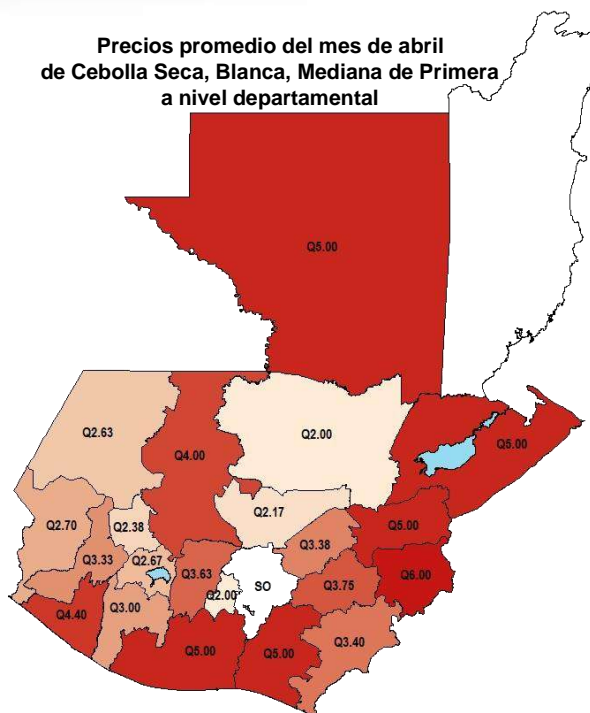 Precios promedio del mes de abril
de Cebolla Seca, Blanca, Mediana de Primera
a nivel departamental
Q5.00
Q2.63
Q2.00
Q4.00
Q5.00
Q2.70
Q2.38
Q2.17
Q5.00
Q3.33
Q2.67
Q3.63
Q3.38
Q6.00
Q4.40
Q3.00
Q2.00
SO
Q3.75
Q5.00
Q5.00
Q3.40